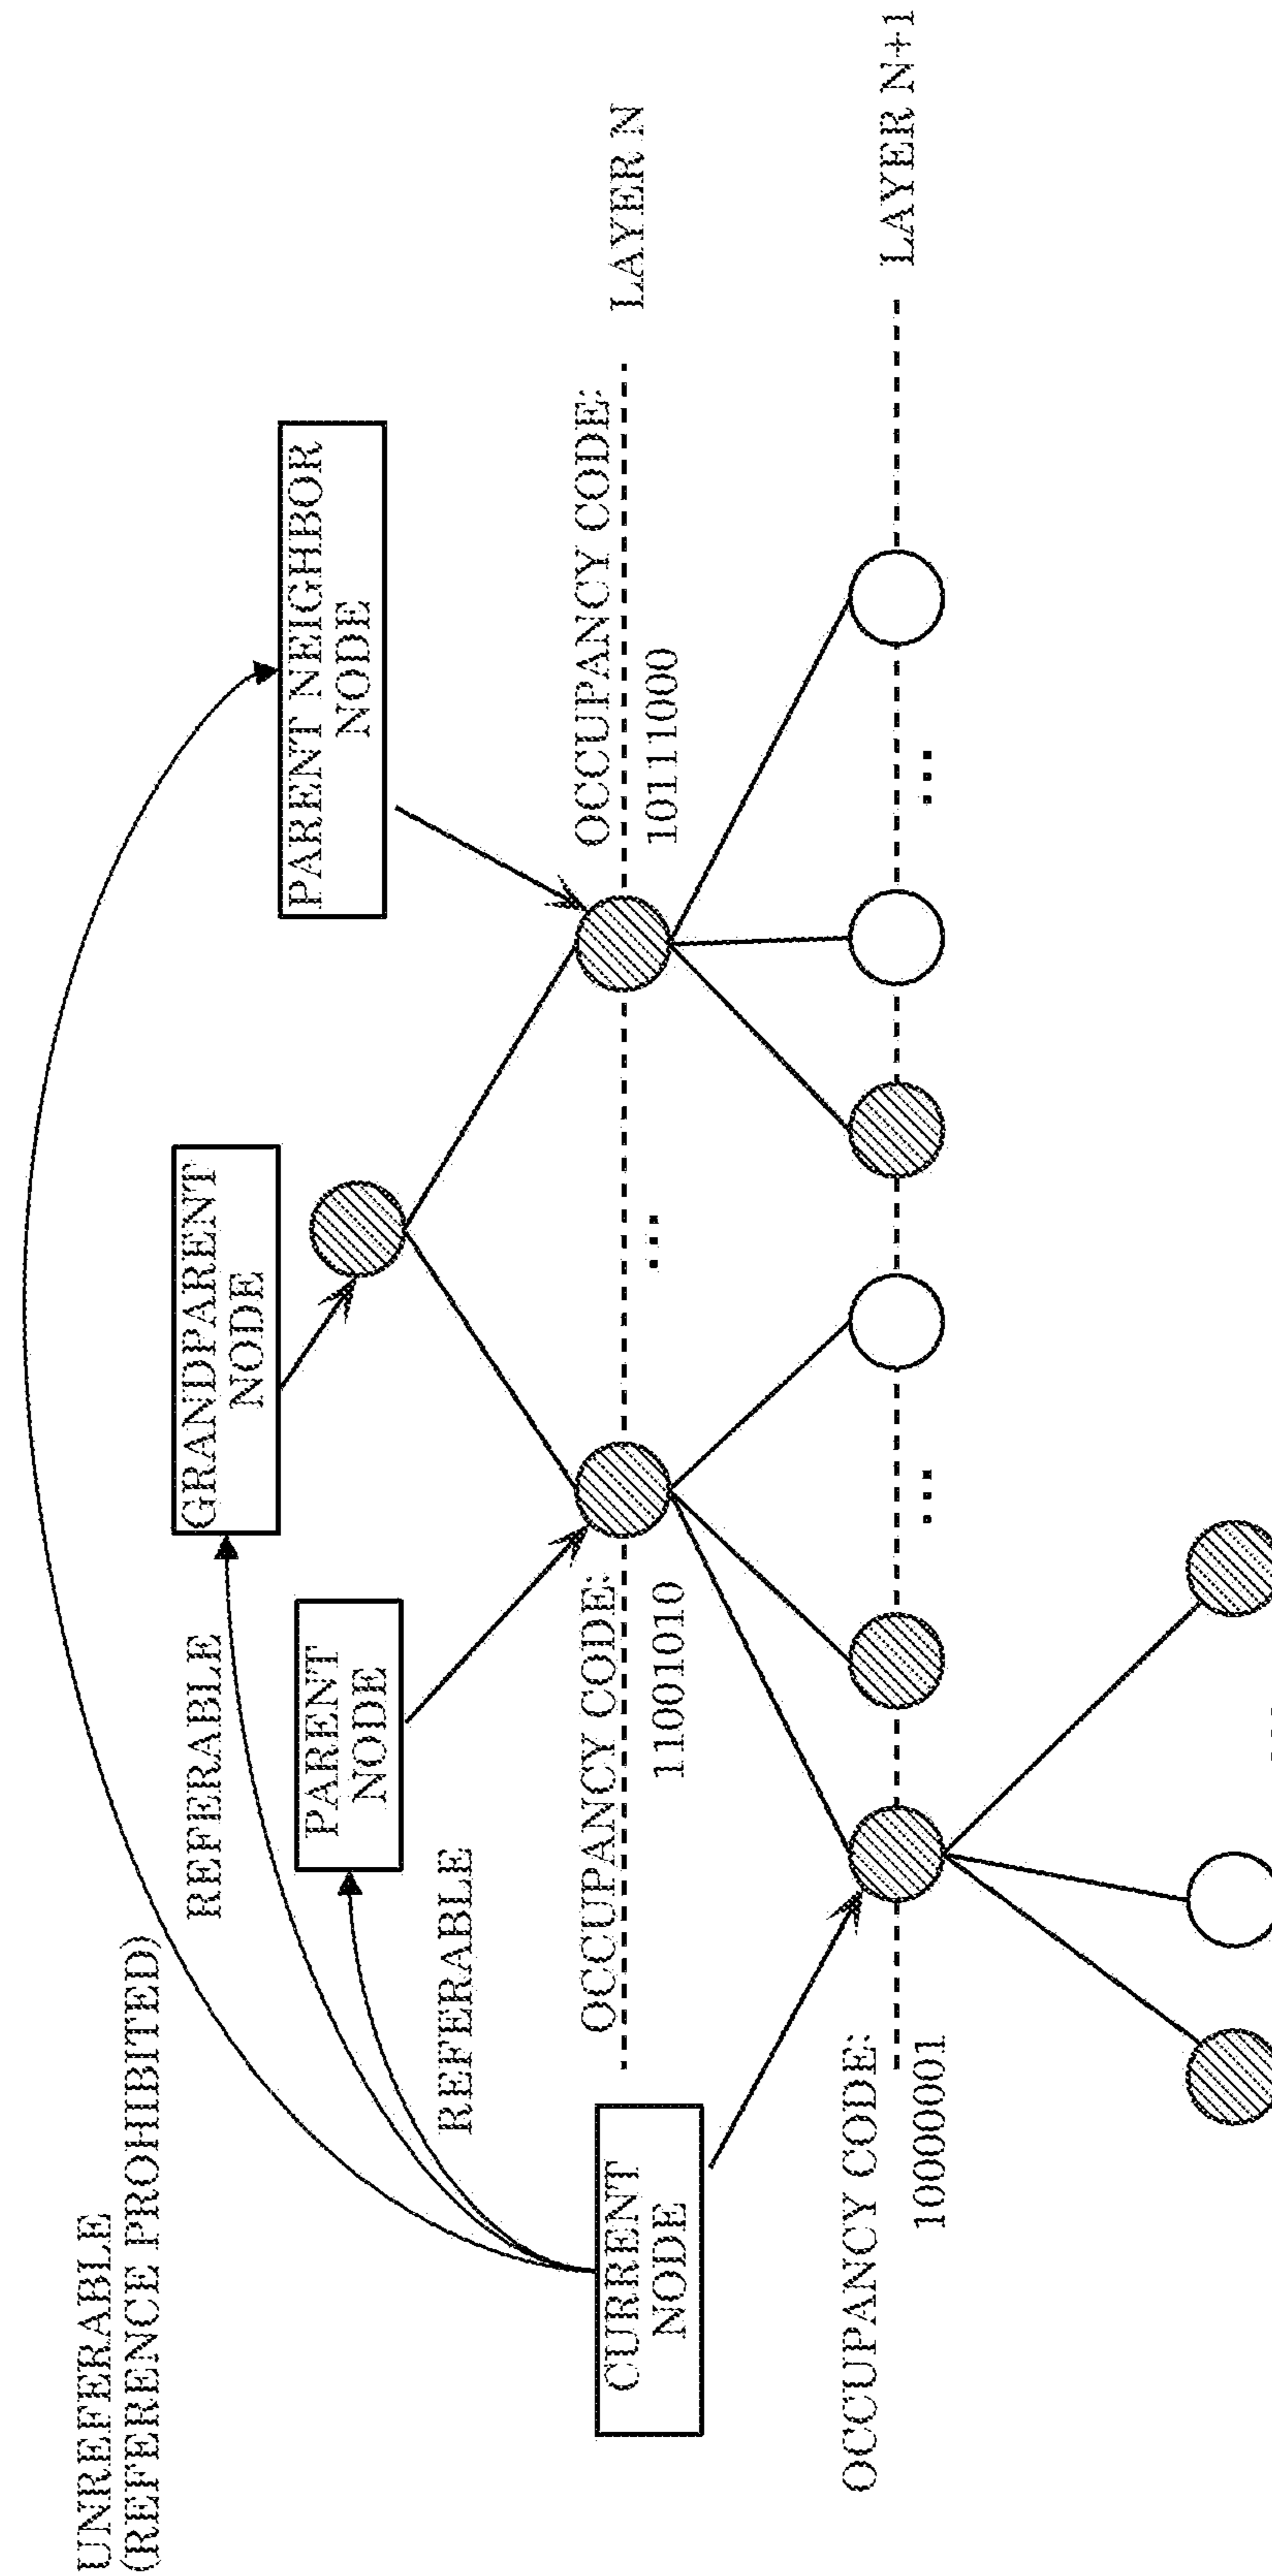 UNREFERABLE
(REFERENCE PROHIBITED)
REFERABLE
GRANDPARENT
NODE
PARENT NEIGHBOR
NODE
PARENT
NODE
REFERABLE
CURRENT
NODE
OCCUPANCY CODE:
11001010
...
OCCUPANCY CODE:
10111000
LAYER N
OCCUPANCY CODE:
10000001
...
...
LAYER N+1
...